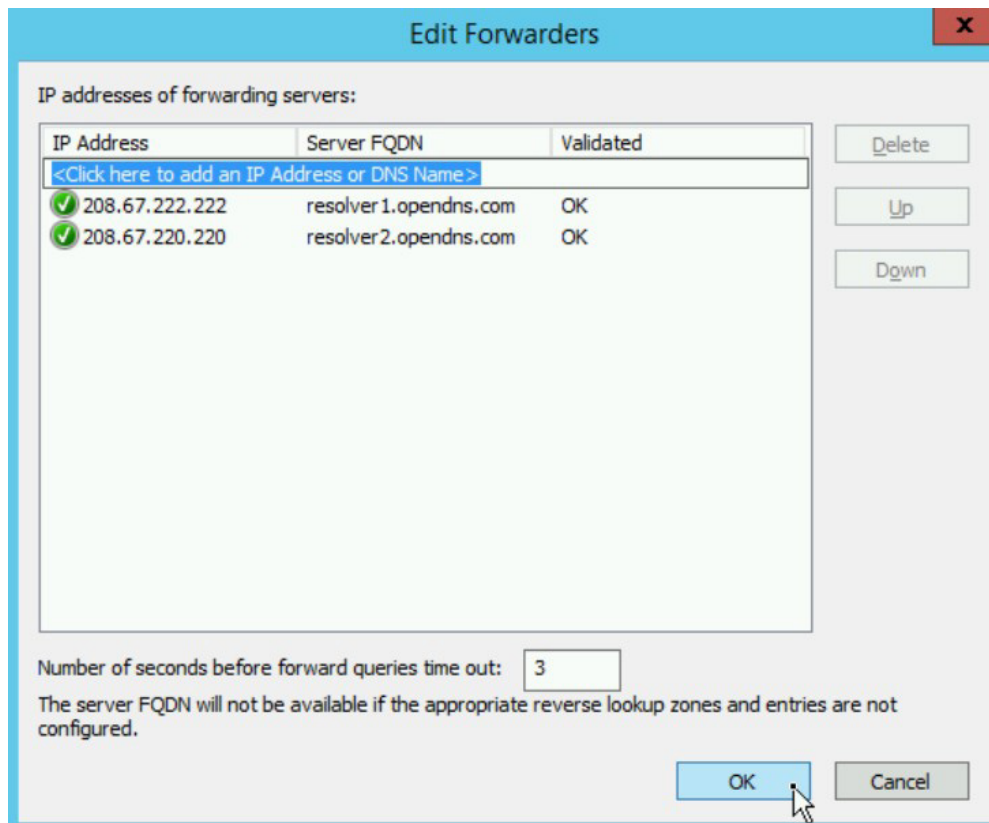 Edit Forwarders
x
IP addresses of forwarding servers:
IP Address Server FQDN Validated
<Click here to add an IP Address or DNS Name>
208.67.222.222 resolver1.opendns.com OK
208.67.220.220 resolver2.opendns.com OK
Delete
Up
Down
Number of seconds before forward queries time out: 3
The server FQDN will not be available if the appropriate reverse lookup zones and entries are not
configured.
OK Cancel